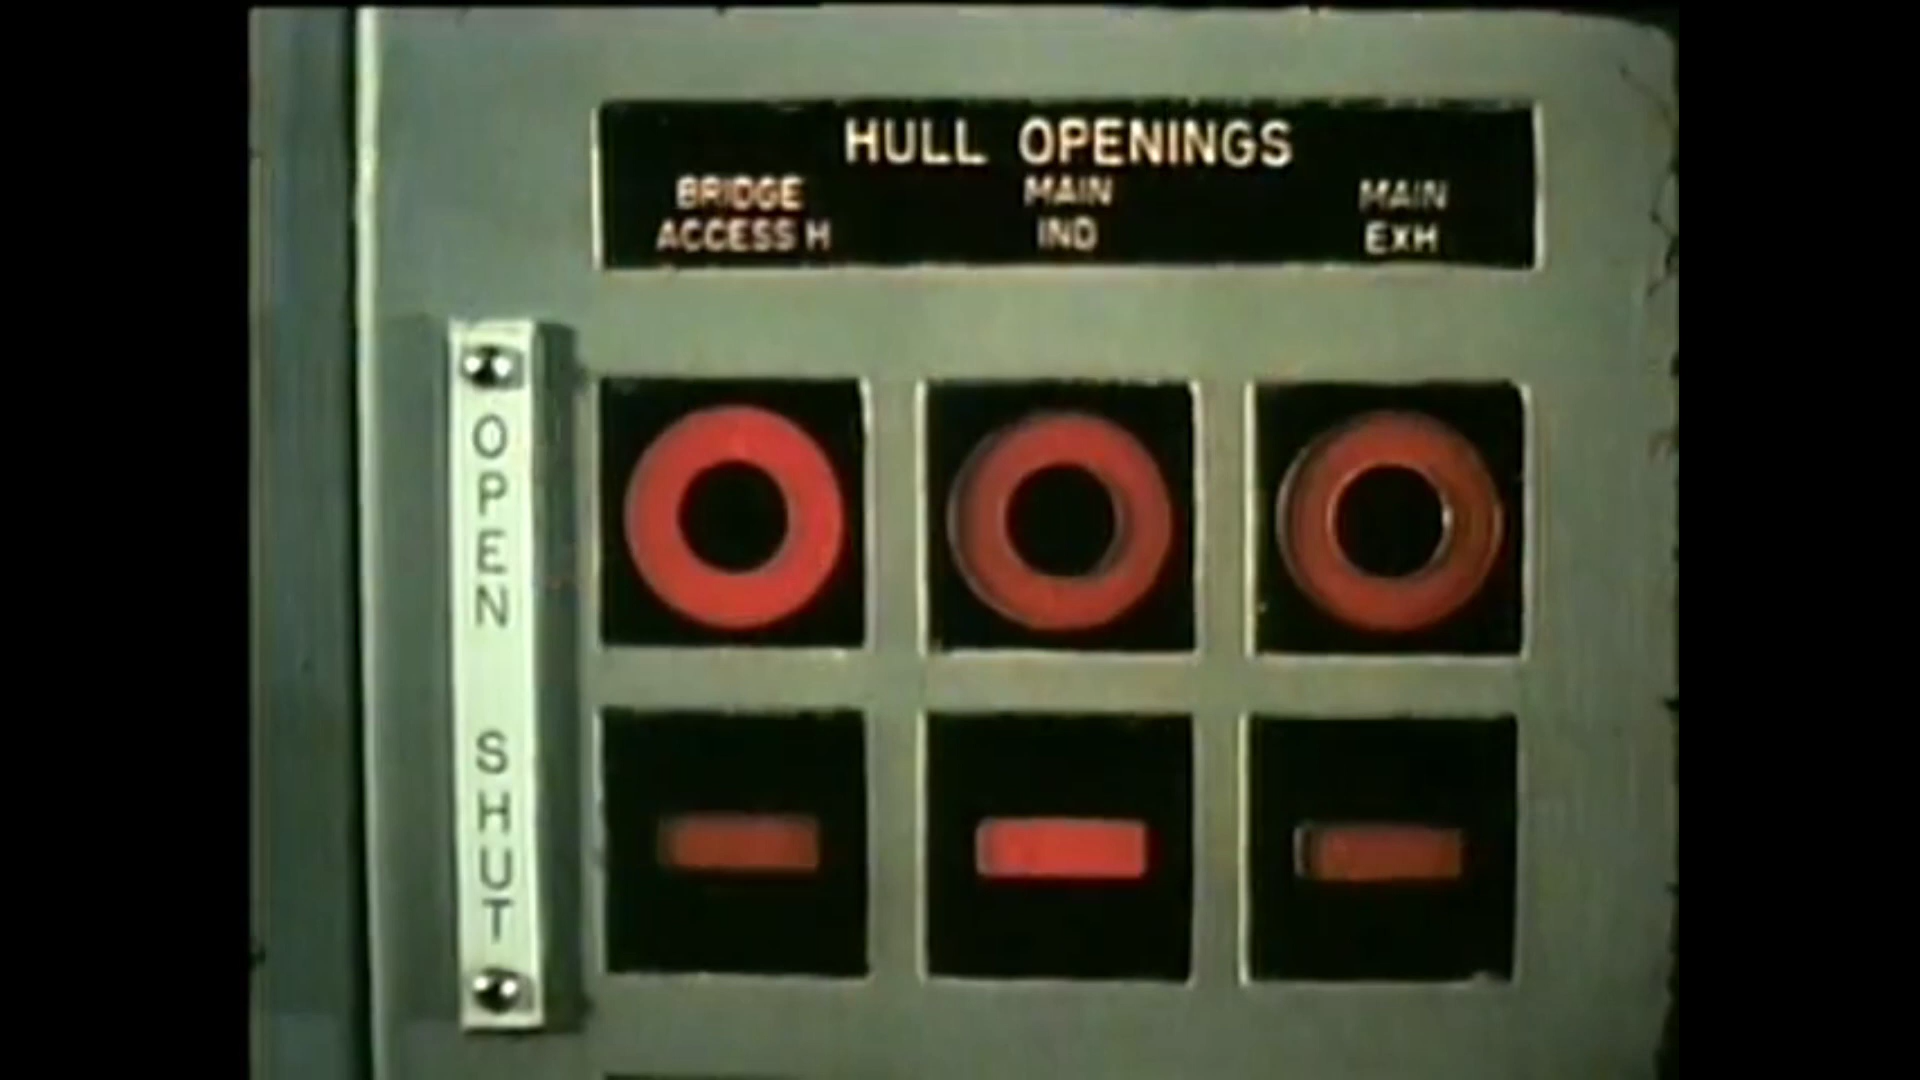 HULL OPENINGS
BRIDGE
ACCESS H
MAIN
IND
MAIN
EXH
OPEN
SHUT